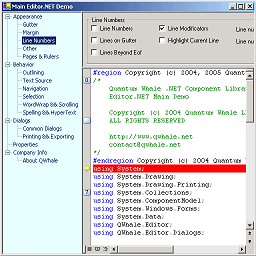 Main Editor.NET Demo
Appearance
Gutter
Margin
Line Numbers
Other
Pages & Rulers
Behavior
Outlining
Text Source
Navigation
Selection
WordWrap && Scrolling
Spelling && HyperText
Dialogs
Common Dialogs
Printing && Exporting
Properties
Company Info
About QWhale
Line Numbers
Line Numbers
Line Modificators
Line nu
Line on Gutter
Highlight Current Line
Line nu
Lines Beyond Eof
#region Copyright (c) 2004, 2005 Quantum
/*
Quantum Whale .NET Component Librar
Editor.NET Main Demo
Copyright (c) 2004 Quantum Whale L
ALL RIGHTS RESERVED
http://www.qwhale.net
contact@qwhale.net
*/
#endregion Copyright (c) 2004 Quantum
using System;
using System.Drawing;
using System.Drawing.Printing;
using System.Collections;
using System.ComponentModel;
using System.Windows.Forms;
using System.Data;
using QWhale.Editor;
using QWhale.Editor.Dialogs;